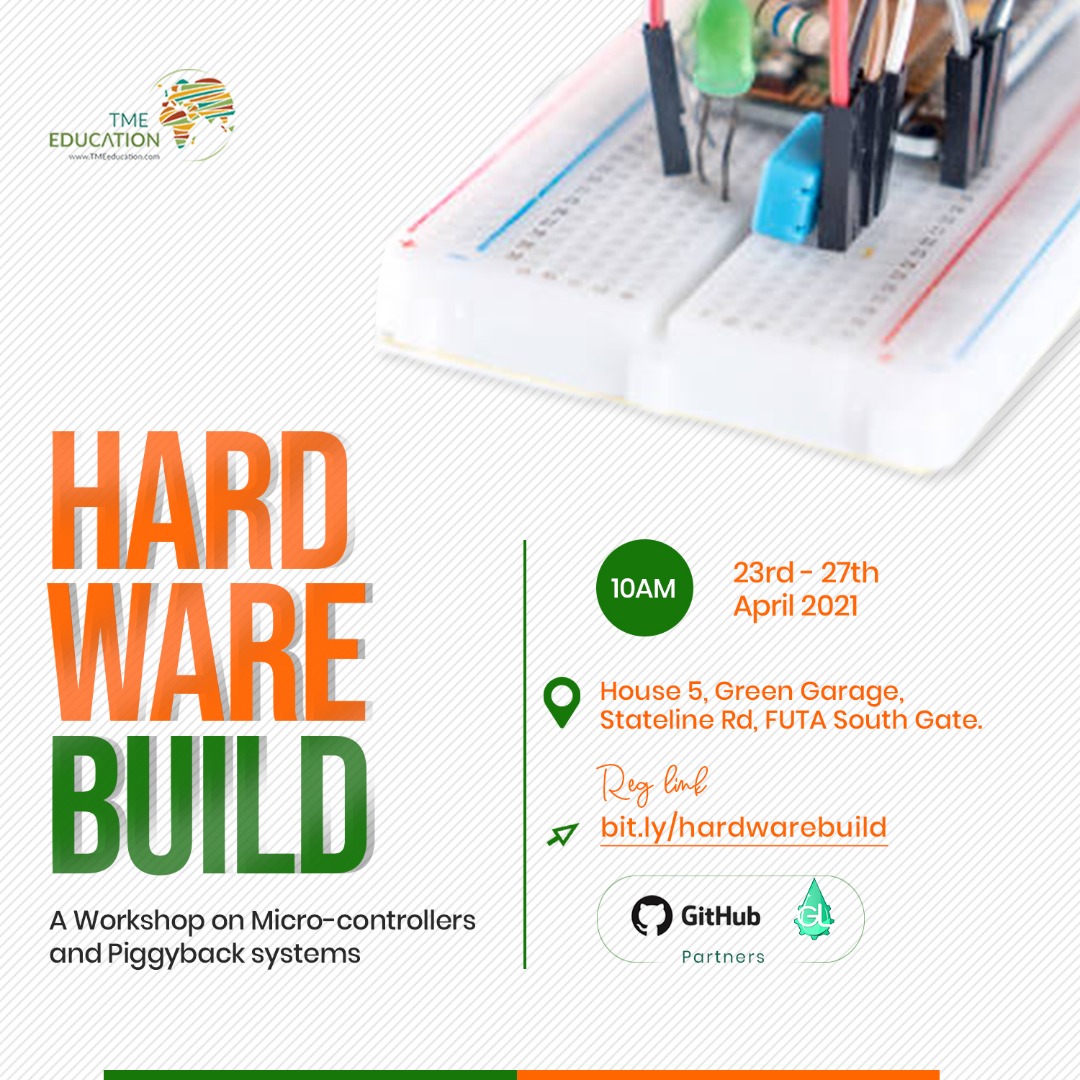 TME
EDUCATION
www.TMEeducation.com
HARD
WARE
BUILD
A Workshop on Micro-controllers
and Piggyback systems
10AM
23rd - 27th
April 2021
House 5, Green Garage,
Stateline Rd, FUTA South Gate.
Reg link
bit.ly/hardwarebuild
GitHub
GL
Partners